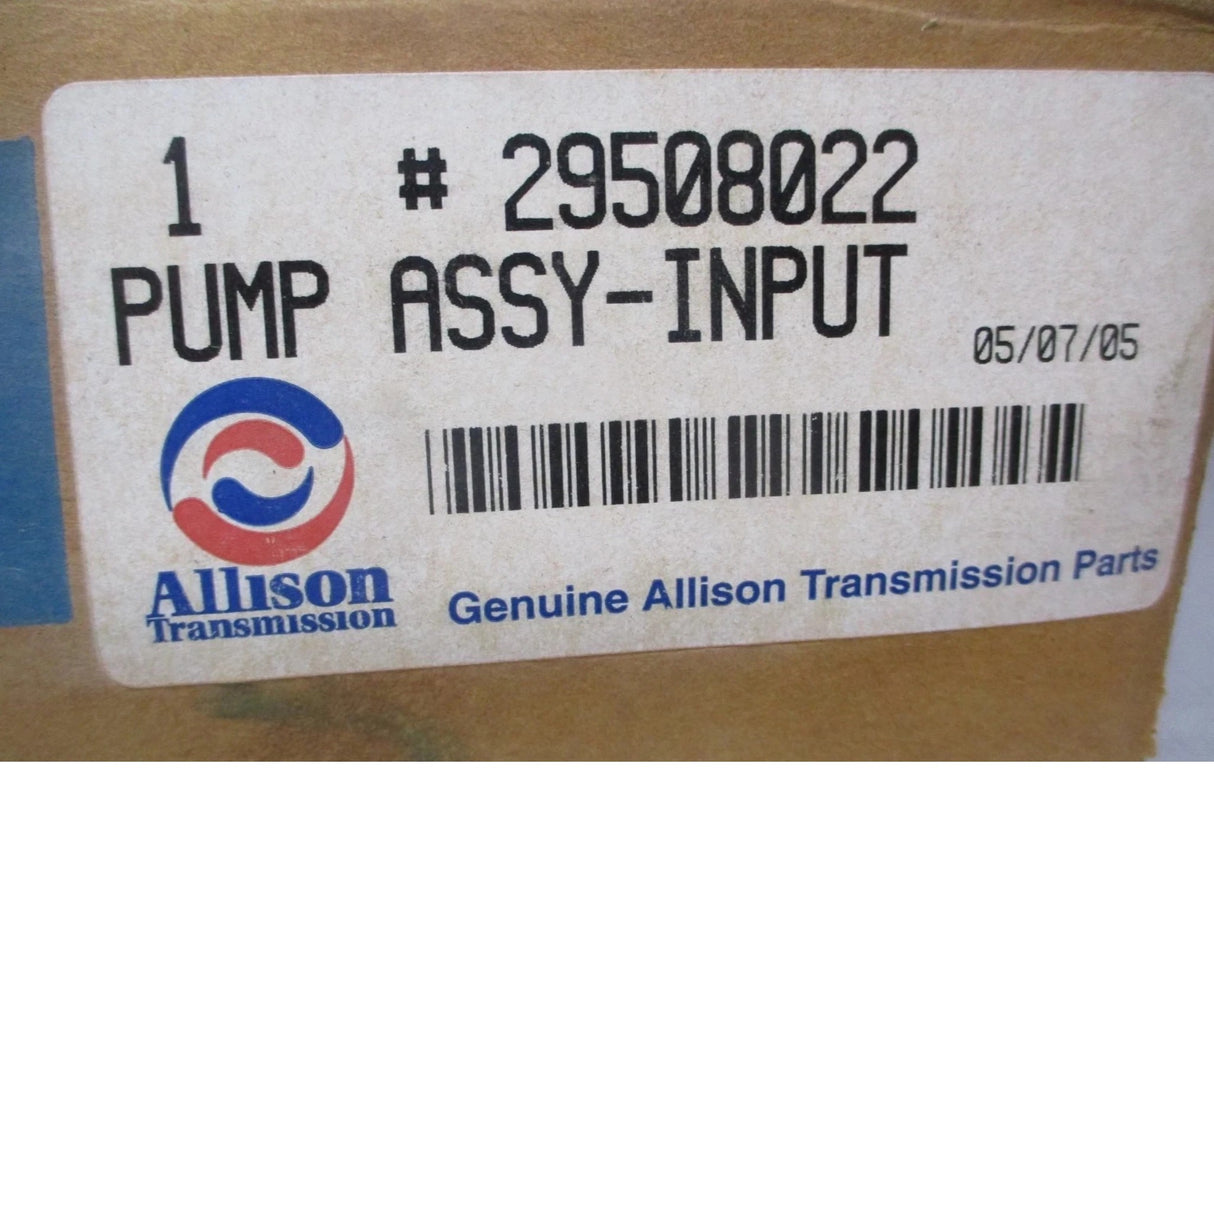 1 # 29508022
PUMP ASSY-INPUT
05/07/05
Allison
Transmission
Genuine Allison Transmission Parts